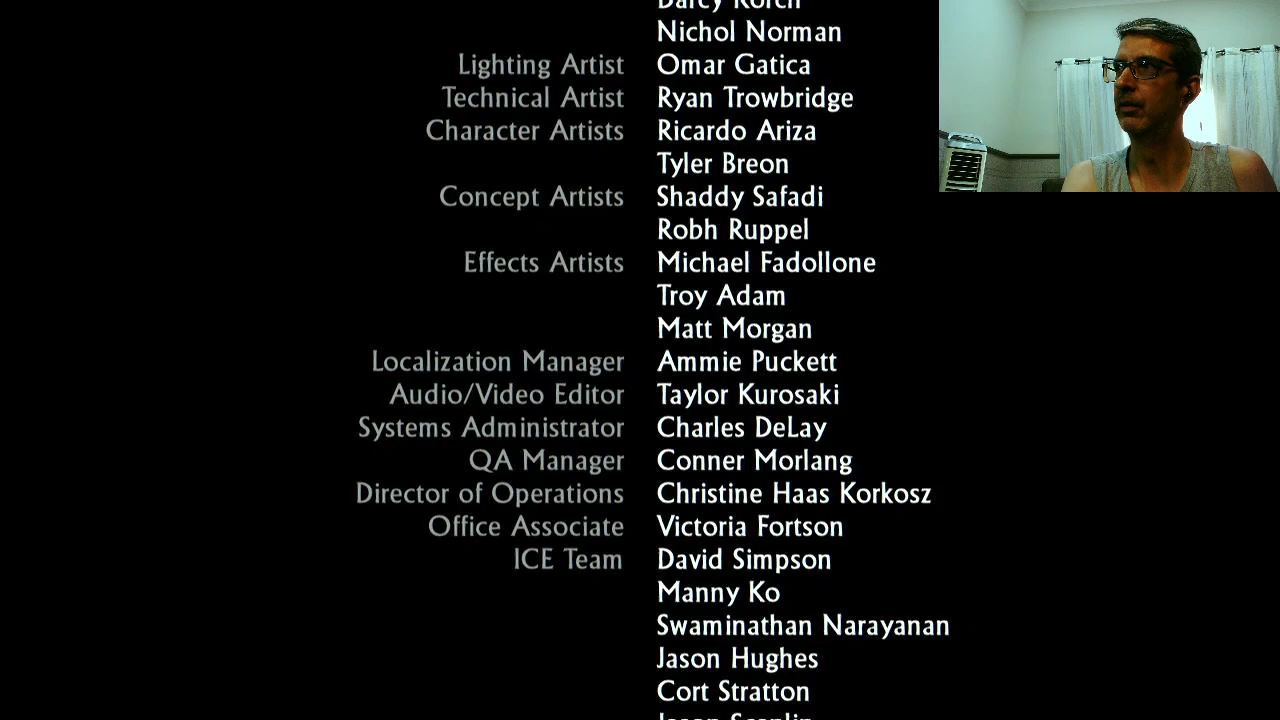 Nichol Norman
Lighting Artist Omar Gatica
Technical Artist Ryan Trowbridge
Character Artists Ricardo Ariza
Tyler Breon
Concept Artists Shaddy Safadi
Robh Ruppel
Effects Artists Michael Fadollone
Troy Adam
Matt Morgan
Localization Manager Ammie Puckett
Audio/Video Editor Taylor Kurosaki
Systems Administrator Charles DeLay
QA Manager Conner Morlang
Director of Operations Christine Haas Korkosz
Office Associate Victoria Fortson
ICE Team David Simpson
Manny Ko
Swaminathan Narayanan
Jason Hughes
Cort Stratton